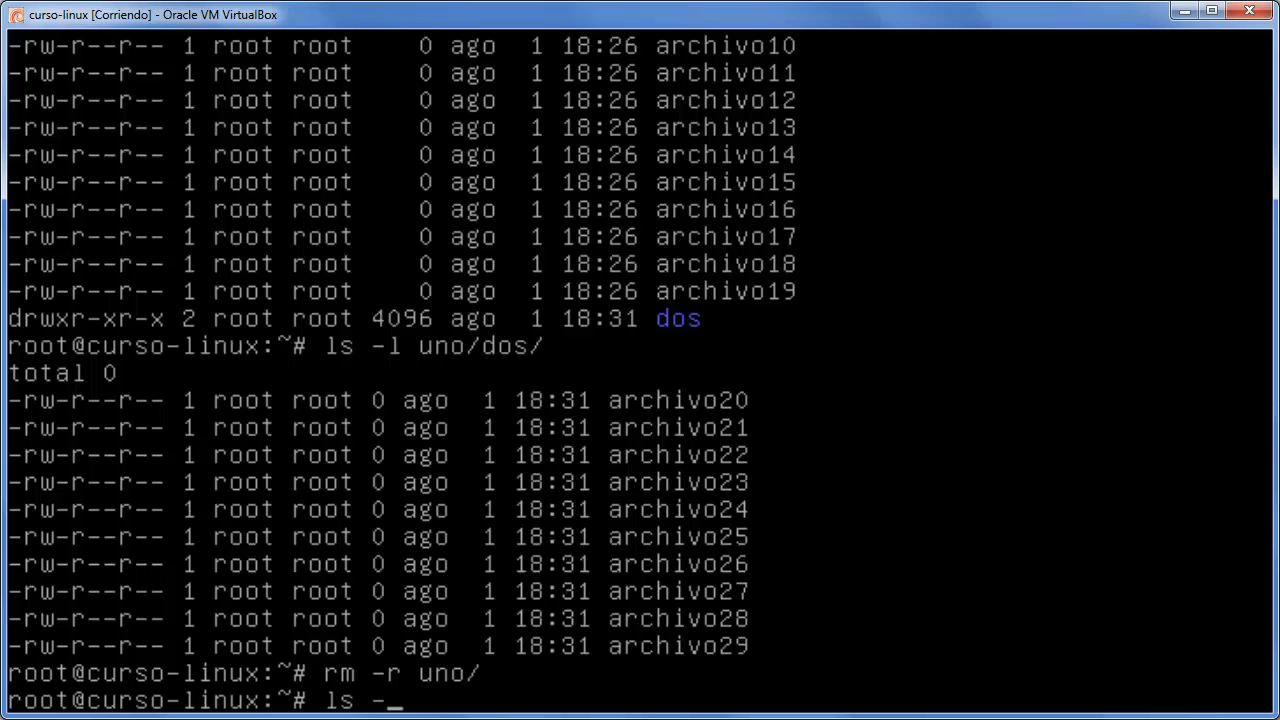 curso-linux [Corriendo] - Oracle VM VirtualBox
-rw-r--r-- 1 root root    0 ago  1 18:26 archivo10
-rw-r--r-- 1 root root    0 ago  1 18:26 archivo11
-rw-r--r-- 1 root root    0 ago  1 18:26 archivo12
-rw-r--r-- 1 root root    0 ago  1 18:26 archivo13
-rw-r--r-- 1 root root    0 ago  1 18:26 archivo14
-rw-r--r-- 1 root root    0 ago  1 18:26 archivo15
-rw-r--r-- 1 root root    0 ago  1 18:26 archivo16
-rw-r--r-- 1 root root    0 ago  1 18:26 archivo17
-rw-r--r-- 1 root root    0 ago  1 18:26 archivo18
-rw-r--r-- 1 root root    0 ago  1 18:26 archivo19
drwxr-xr-x 2 root root 4096 ago  1 18:31 dos
root@curso-linux:~# ls -l uno/dos/
total 0
-rw-r--r-- 1 root root 0 ago  1 18:31 archivo20
-rw-r--r-- 1 root root 0 ago  1 18:31 archivo21
-rw-r--r-- 1 root root 0 ago  1 18:31 archivo22
-rw-r--r-- 1 root root 0 ago  1 18:31 archivo23
-rw-r--r-- 1 root root 0 ago  1 18:31 archivo24
-rw-r--r-- 1 root root 0 ago  1 18:31 archivo25
-rw-r--r-- 1 root root 0 ago  1 18:31 archivo26
-rw-r--r-- 1 root root 0 ago  1 18:31 archivo27
-rw-r--r-- 1 root root 0 ago  1 18:31 archivo28
-rw-r--r-- 1 root root 0 ago  1 18:31 archivo29
root@curso-linux:~# rm -r uno/
root@curso-linux:~# ls -_